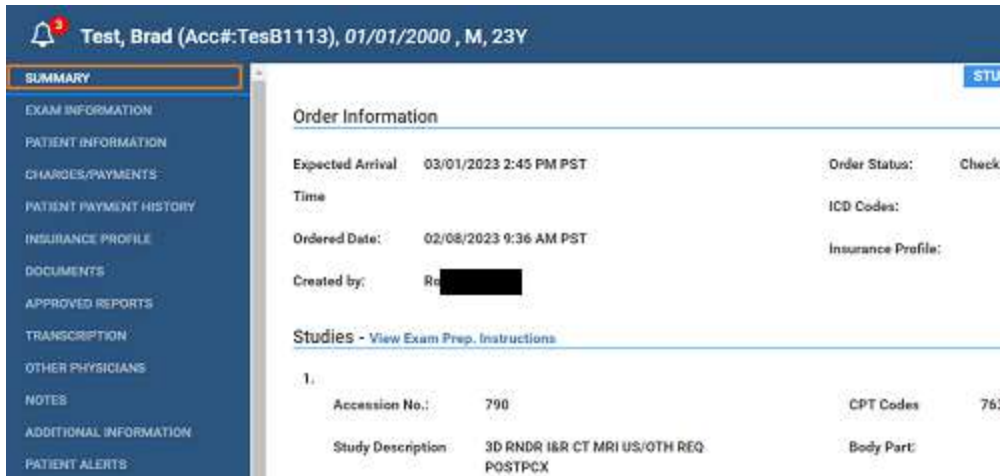 3
Test, Brad (Acc#:TesB1113), 01/01/2000 , M, 23Y
SUMMARY
EXAM INFORMATION
PATIENT INFORMATION
CHARGES/PAYMENTS
PATIENT PAYMENT HISTORY
INSURANCE PROFILE
DOCUMENTS
APPROVED REPORTS
TRANSCRIPTION
OTHER PHYSICIANS
NOTES
ADDITIONAL INFORMATION
PATIENT ALERTS
STU
Order Information
Expected Arrival Time 03/01/2023 2:45 PM PST
Ordered Date: 02/08/2023 9:36 AM PST
Created by: Ro
Order Status: Check
ICD Codes:
Insurance Profile:
Studies - View Exam Prep. Instructions
1.
Accession No.: 790 CPT Codes 763
Study Description 3D RNDR I&R CT MRI US/OTH REQ Body Part:
POSTPCX